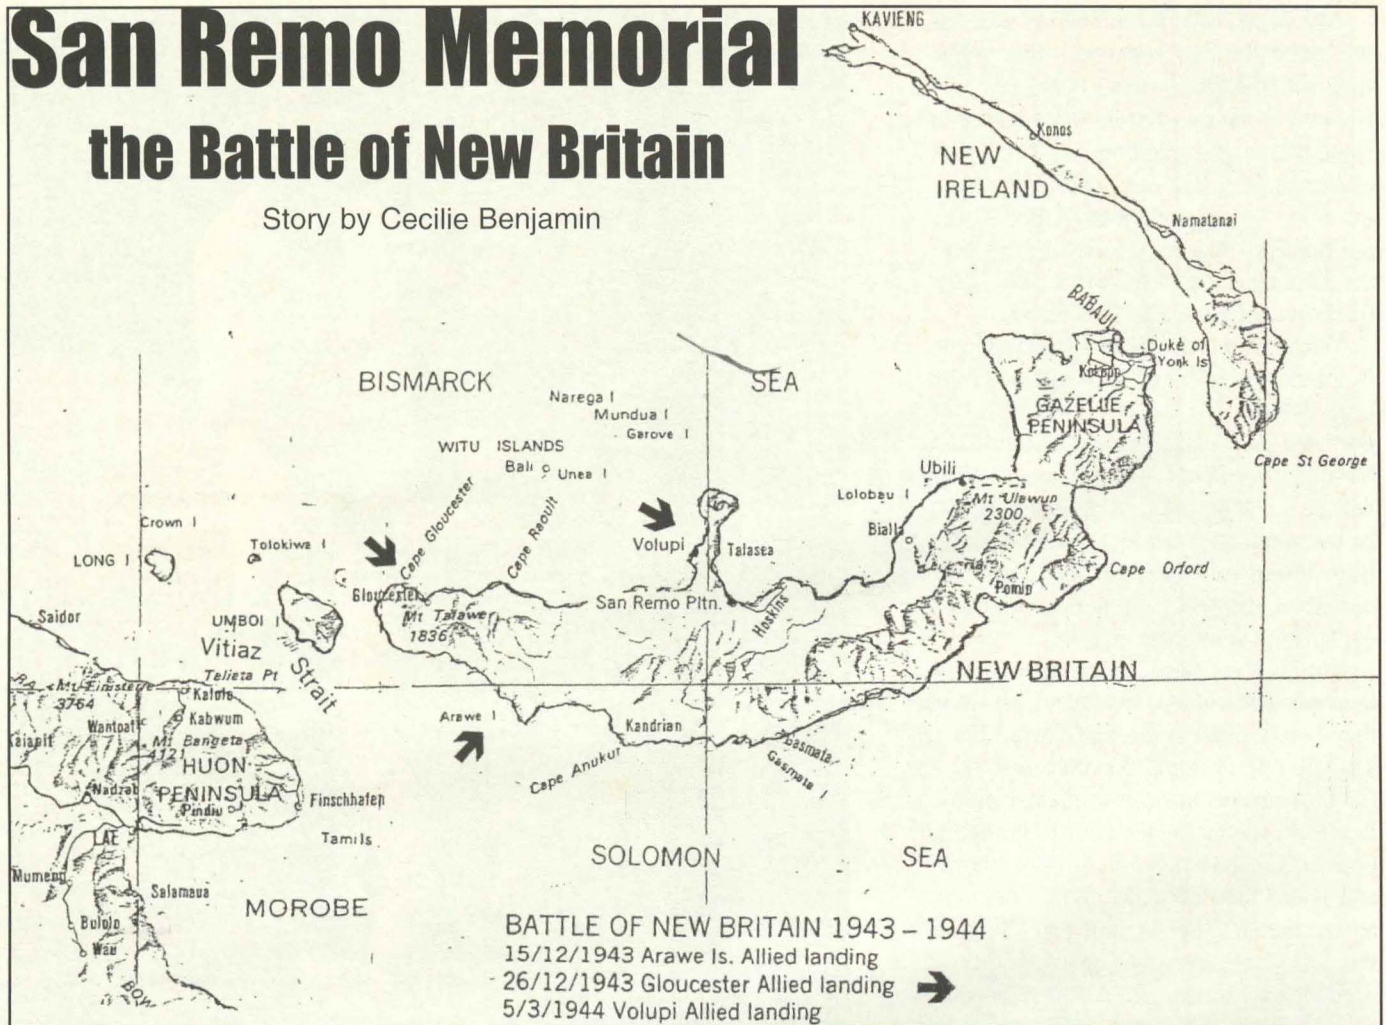 San Remo Memorial
the Battle of New Britain
Story by Cecilie Benjamin
KAVIENG
Konos
NEW
IRELAND
Namatanai
RABAUL
Duke of
York Is
Kokopo
GAZELLE
PENINSULA
Cape St George
BISMARCK SEA
Narega I
Mundua I
Garove I
WITU ISLANDS
Bali
Unea I
Cape Gloucester
Cape Raoult
Ubili
Lolobau I
Mt Ulawun
2300
Bialla
Crown I
Tolokiwa I
LONG I
Volupi
Talasea
Cape Orford
Pomio
Gloucester
San Remo Pltn.
Hoskins
Mt Talawe
1836
Saidor
UMBOI I
Vitiaz
Strait
NEW BRITAIN
Telieta Pt
RA
Mt Finisterre
3764
Kalolo
Wantoat
Kabwum
Kaiapit
Mt Bangeta
4121
Arawe I
Kandrian
Cape Anukur
Gasmata
Gasmata I
HUON
PENINSULA
Nadzab
Pindiu
Finschhafen
LAE
Tami Is
SOLOMON SEA
Mumeng
Salamaua
MOROBE
Bulolo
Wau
BATTLE OF NEW BRITAIN 1943 – 1944
15/12/1943 Arawe Is. Allied landing
26/12/1943 Gloucester Allied landing
5/3/1944 Volupi Allied landing